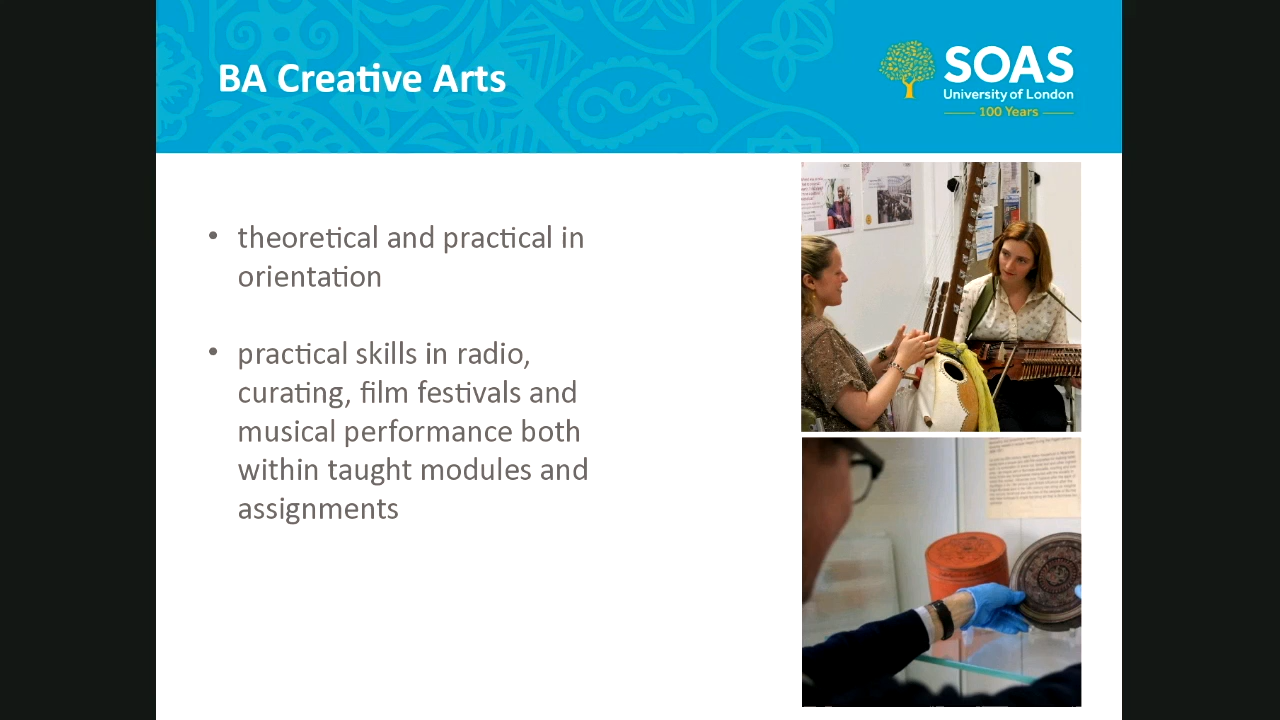 BA Creative Arts
SOAS
University of London
100 Years
• theoretical and practical in
orientation
• practical skills in radio,
curating, film festivals and
musical performance both
within taught modules and
assignments